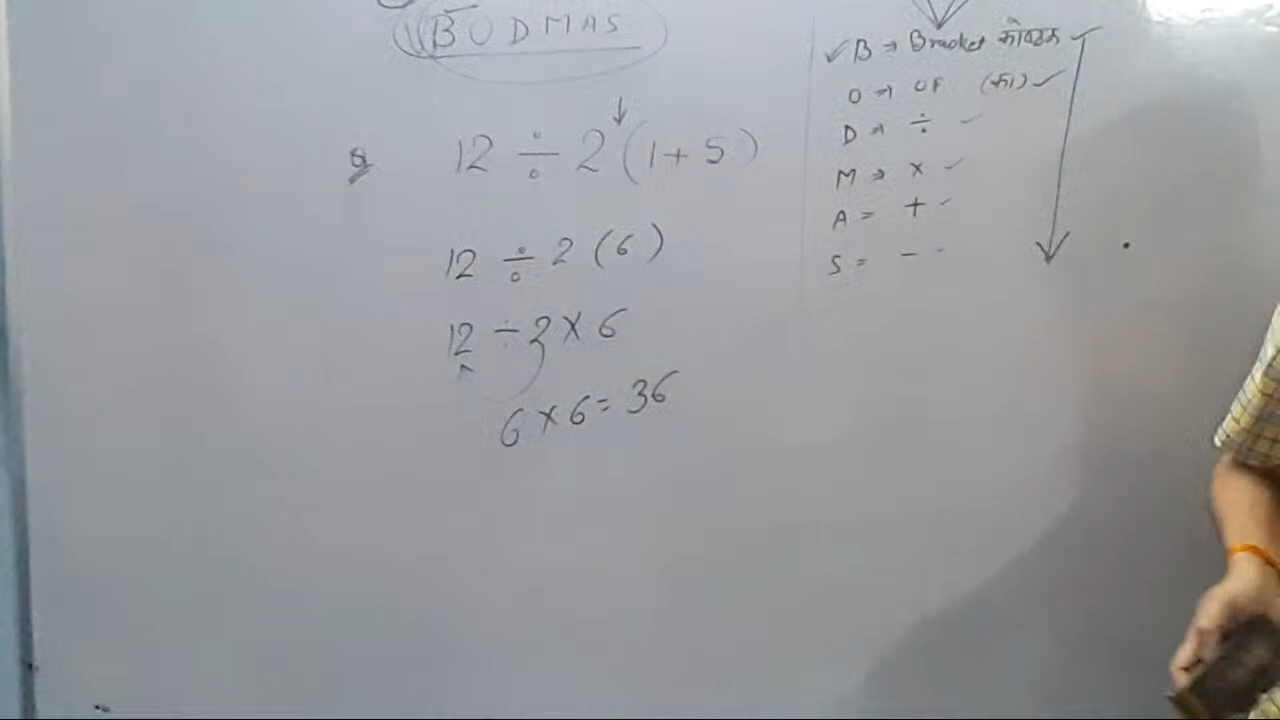 BODMAS
12 ÷ 2 (1 + 5)
12 ÷ 2 (6)
12 ÷ 2 × 6
6 × 6 = 36
B → Bracket कोष्ठक
O → OF (का)
D → ÷
M → ×
A = +
S = -